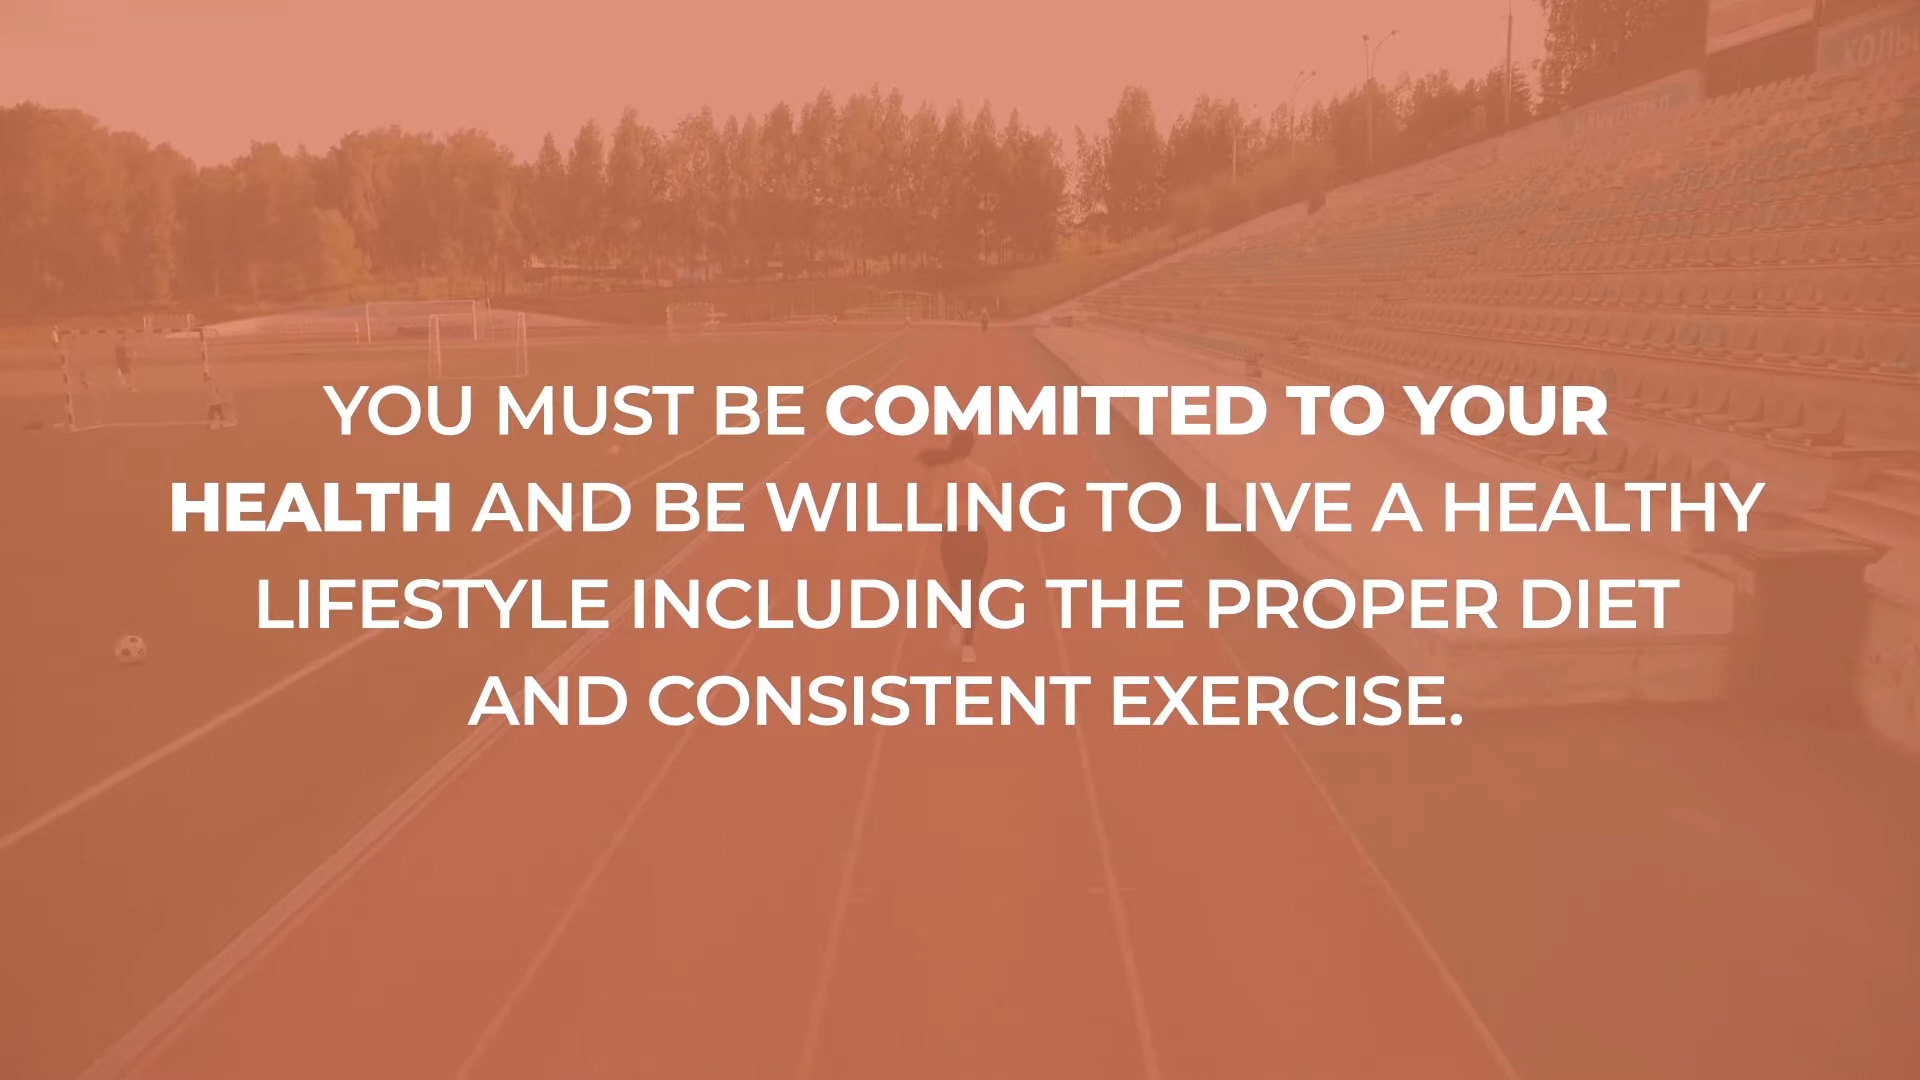 YOU MUST BE COMMITTED TO YOUR
HEALTH AND BE WILLING TO LIVE A HEALTHY
LIFESTYLE INCLUDING THE PROPER DIET
AND CONSISTENT EXERCISE.